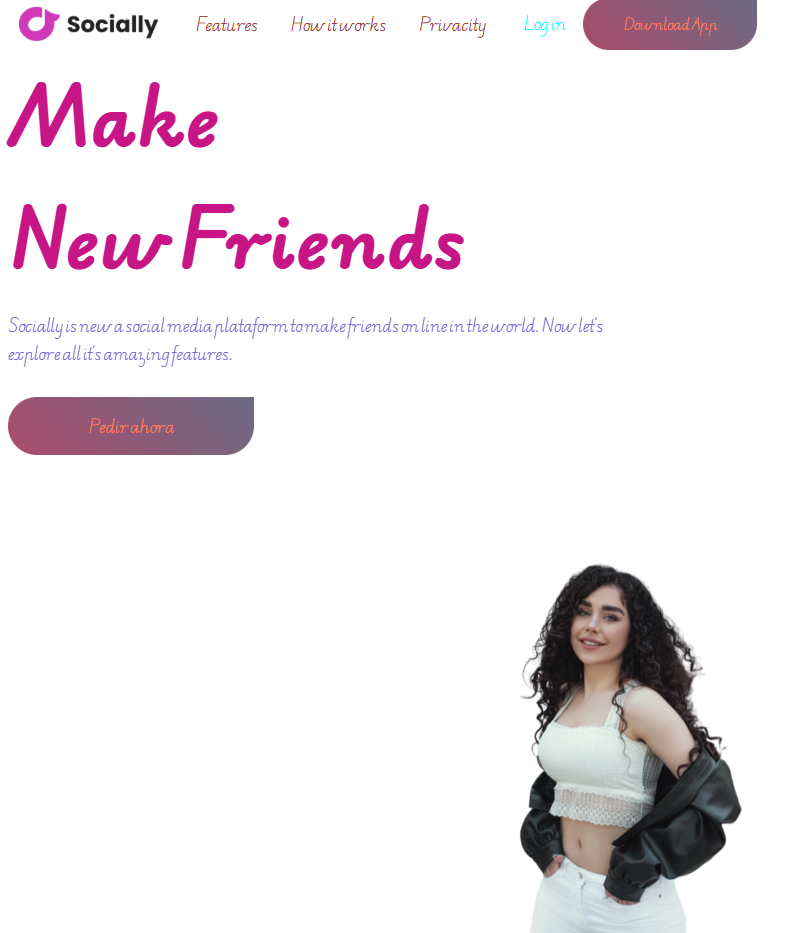 Socially Features How it works Privacity Log in Download App
Make
New Friends
Socially is new a social media plataform to make friends on line in the world. Now let's
explore all it's amazing features.
Pedir ahora